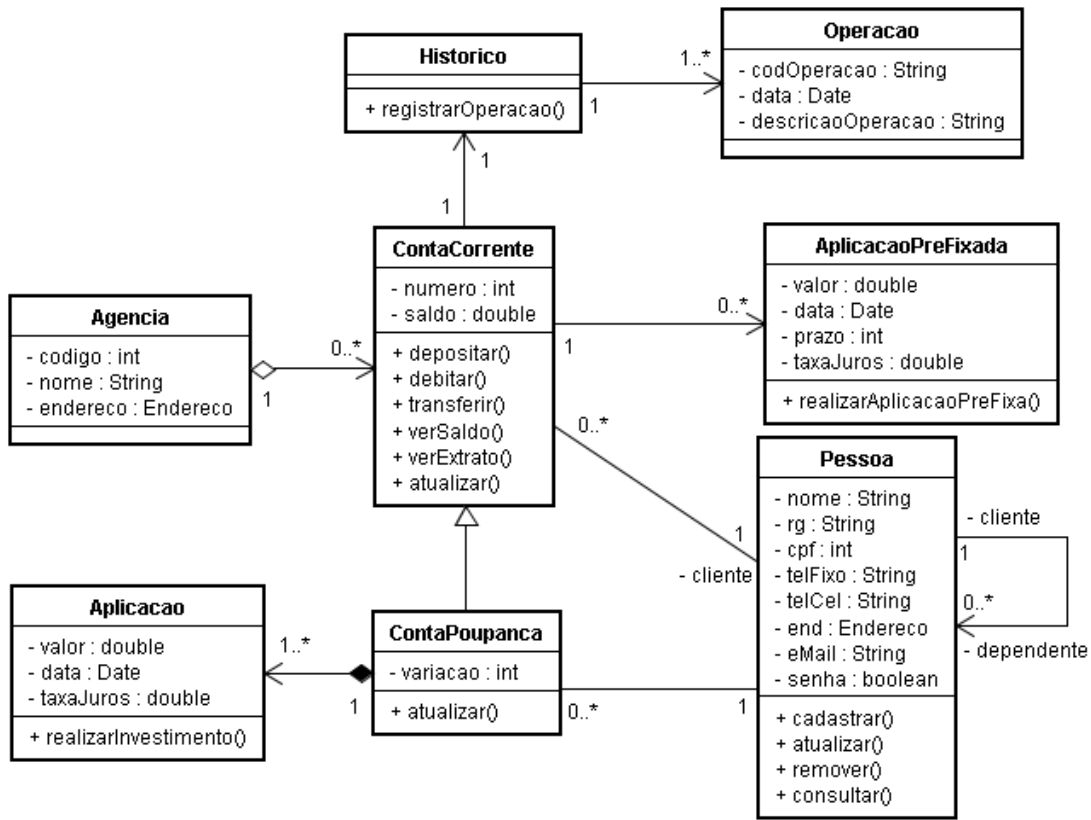 Historico
+ registrarOperacao()
1
1..*
Operacao
- codOperacao : String
- data : Date
- descricaoOperacao : String
1
1
ContaCorrente
- numero : int
- saldo : double
+ depositar()
+ debitar()
+ transferir()
+ verSaldo()
+ verExtrato()
+ atualizar()
Agencia
- codigo : int
- nome : String
- endereco : Endereco
1
0..*
1
0..*
AplicacaoPreFixada
- valor : double
- data : Date
- prazo : int
- taxaJuros : double
+ realizarAplicacaoPreFixa()
0..*
1
- cliente
Pessoa
- nome : String
- rg : String
- cpf : int
- telFixo : String
- telCel : String
- end : Endereco
- eMail : String
- senha : boolean
+ cadastrar()
+ atualizar()
+ remover()
+ consultar()
- cliente
1
0..*
- dependente
Aplicacao
- valor : double
- data : Date
- taxaJuros : double
+ realizarInvestimento()
1..*
1
ContaPoupanca
- variacao : int
+ atualizar()
0..*
1